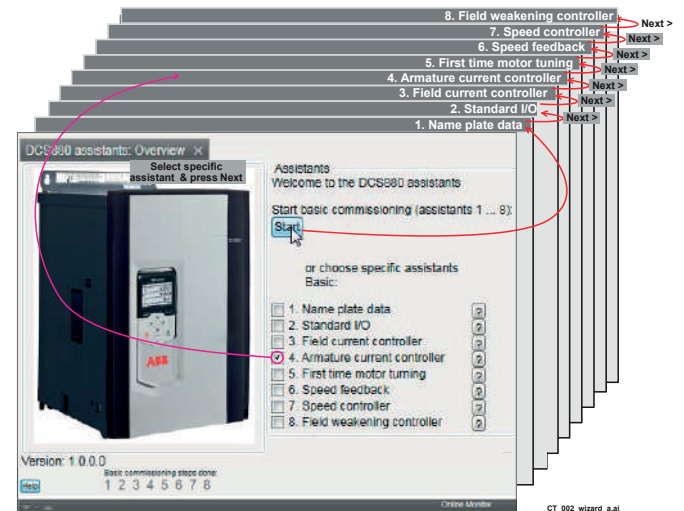 8. Field weakening controller
Next >
7. Speed controller
Next >
6. Speed feedback
Next >
5. First time motor tuning
Next >
4. Armature current controller
Next >
3. Field current controller
Next >
2. Standard I/O
Next >
1. Name plate data
DCS880 assistants: Overview ×
Select specific
assistant & press Next
Assistants
Welcome to the DCS880 assistants
Start basic commissioning (assistants 1 ... 8):
Start
or choose specific assistants
Basic:
1. Name plate data ?
2. Standard I/O ?
3. Field current controller ?
4. Armature current controller ?
5. First time motor turning ?
6. Speed feedback ?
7. Speed controller ?
8. Field weakening controller ?
ABB
Version: 1.0.0.0
Basic commissioning steps done:
Help
1 2 3 4 5 6 7 8
Online Monitor
CT_002_wizard_a.ai